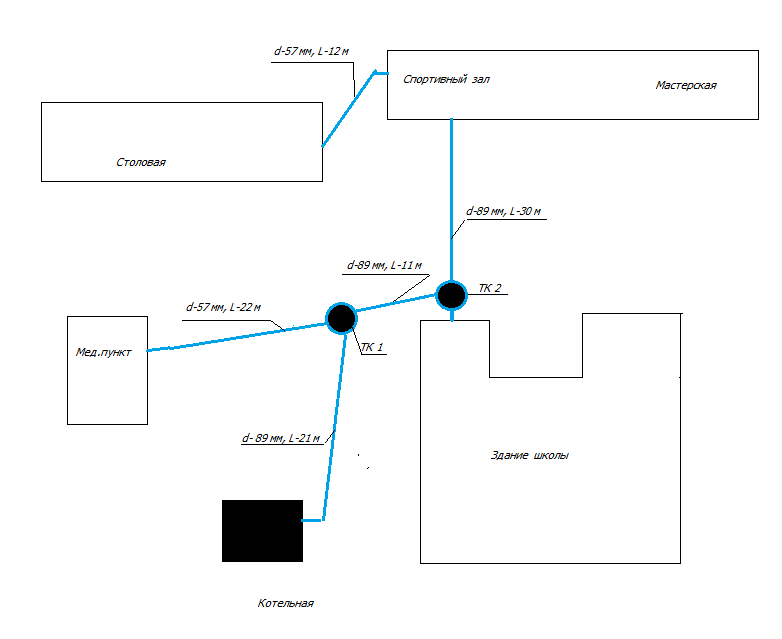 d-57 мм, L-12 м
Спортивный зал
Мастерская
Столовая
d-89 мм, L-30 м
d-89 мм, L-11 м
ТК 2
d-57 мм, L-22 м
ТК 1
Мед.пункт
d- 89 мм, L-21 м
Здание школы
Котельная